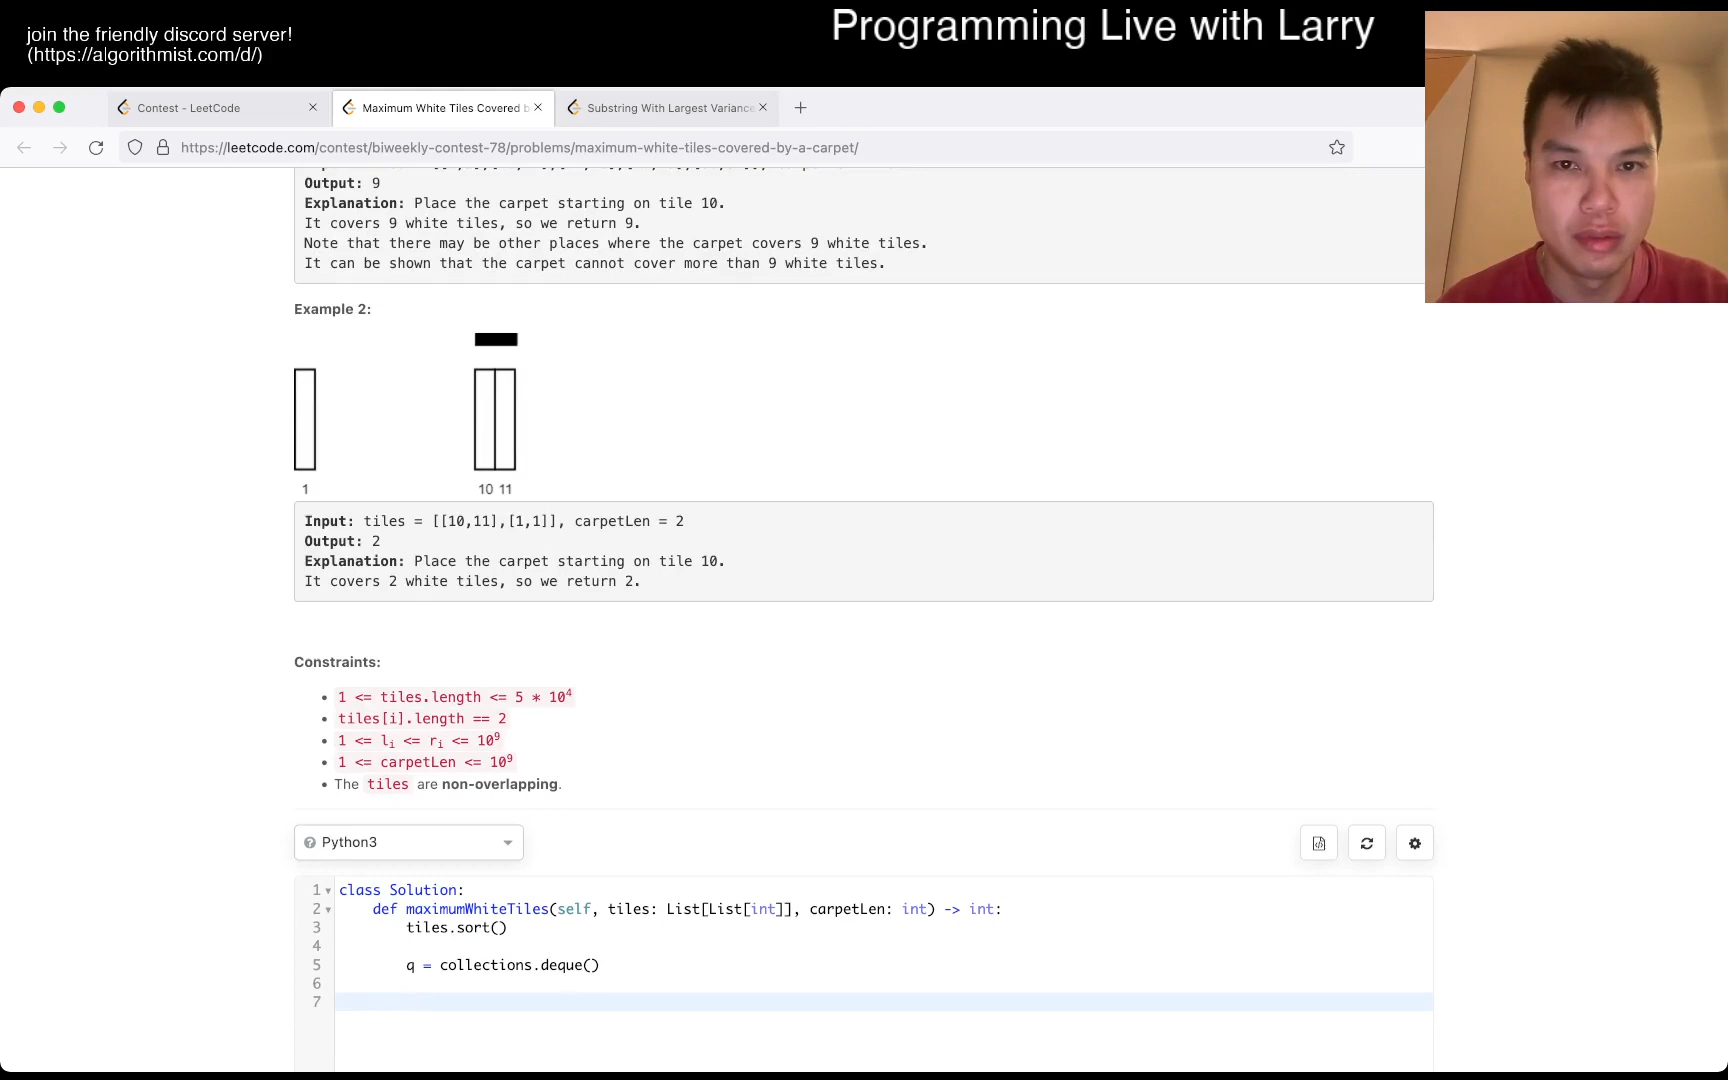 join the friendly discord server!
(https://algorithmist.com/d/)
Programming Live with Larry
Contest - LeetCode
Maximum White Tiles Covered b
Substring With Largest Variance
https://leetcode.com/contest/biweekly-contest-78/problems/maximum-white-tiles-covered-by-a-carpet/
Output: 9
Explanation: Place the carpet starting on tile 10.
It covers 9 white tiles, so we return 9.
Note that there may be other places where the carpet covers 9 white tiles.
It can be shown that the carpet cannot cover more than 9 white tiles.
Example 2:
1
10 11
Input: tiles = [[10,11],[1,1]], carpetLen = 2
Output: 2
Explanation: Place the carpet starting on tile 10.
It covers 2 white tiles, so we return 2.
Constraints:
• 1 <= tiles.length <= 5 * 10^4
• tiles[i].length == 2
• 1 <= l_i <= r_i <= 10^9
• 1 <= carpetLen <= 10^9
• The tiles are non-overlapping.
Python3
1 class Solution:
2     def maximumWhiteTiles(self, tiles: List[List[int]], carpetLen: int) -> int:
3         tiles.sort()
4
5         q = collections.deque()
6
7